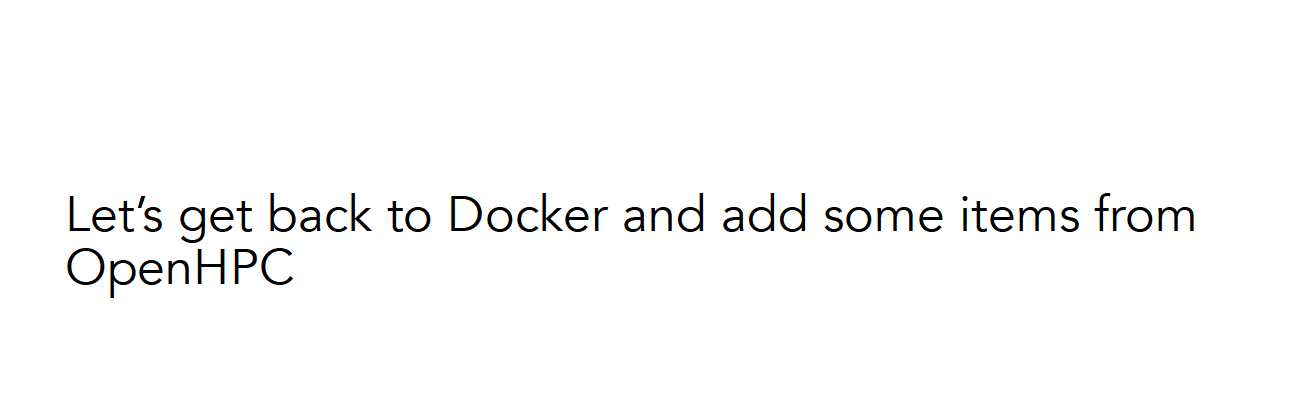 Let’s get back to Docker and add some items from
OpenHPC